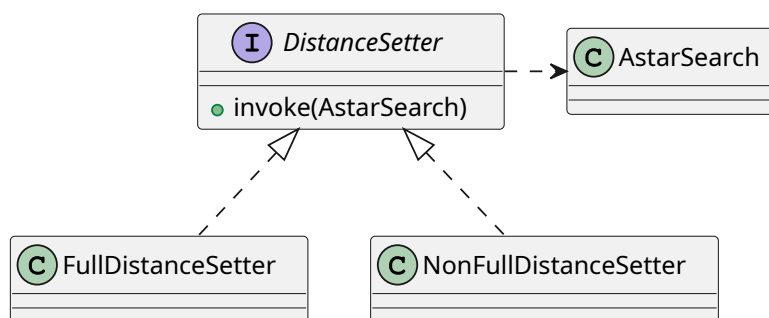 I DistanceSetter
invoke(AstarSearch)
C AstarSearch
C FullDistanceSetter
C NonFullDistanceSetter